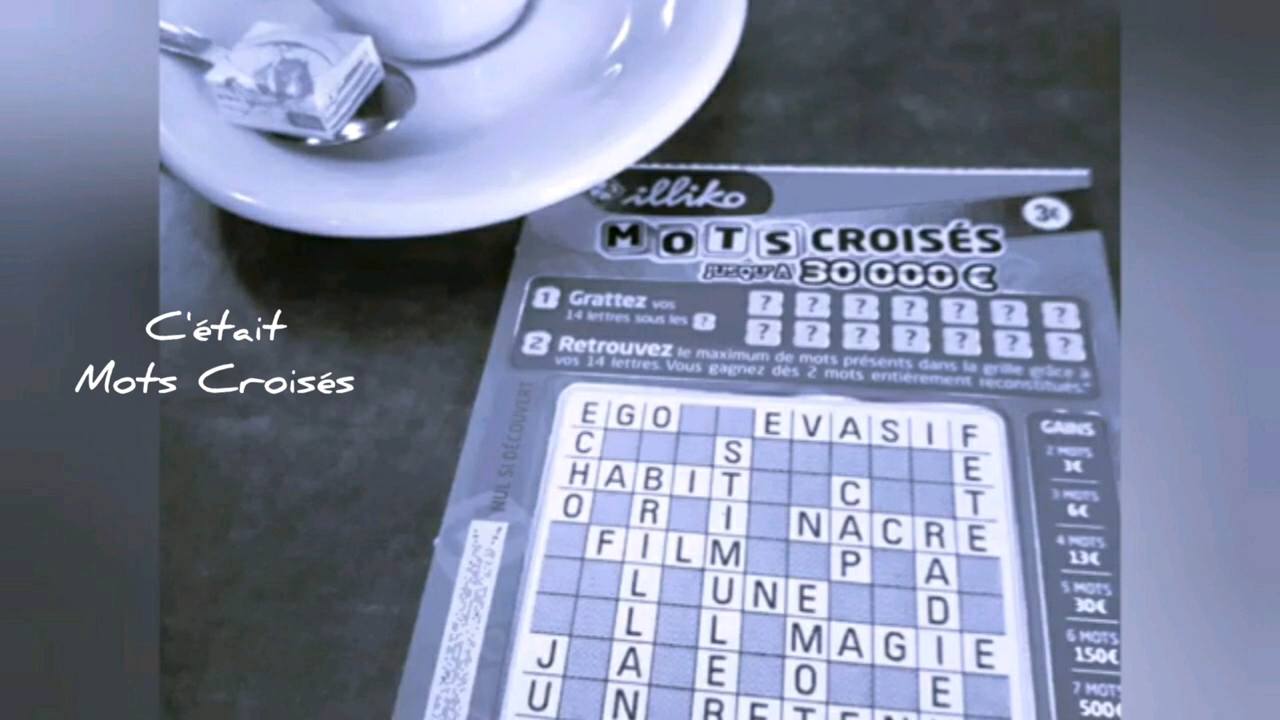 illiko
3€
MOTS CROISÉS
JUSQU'À 30 000 €
1 Grattez vos
14 lettres sous les ?
? ? ? ? ? ? ?
? ? ? ? ? ? ?
2 Retrouvez le maximum de mots présents dans la grille grâce à
vos 14 lettres. Vous gagnez dès 2 mots entièrement reconstitués.*
C'était
Mots Croisés
NUL SI DÉCOUVERT
EGO EVASIF
C S E
HABIT C T
O R I NACRE
FILM P A
L UNE D
L L MAGIE
J A E O E
U N R
GAINS
2 MOTS
3€
3 MOTS
6€
4 MOTS
13€
5 MOTS
30€
6 MOTS
150€
7 MOTS
500€